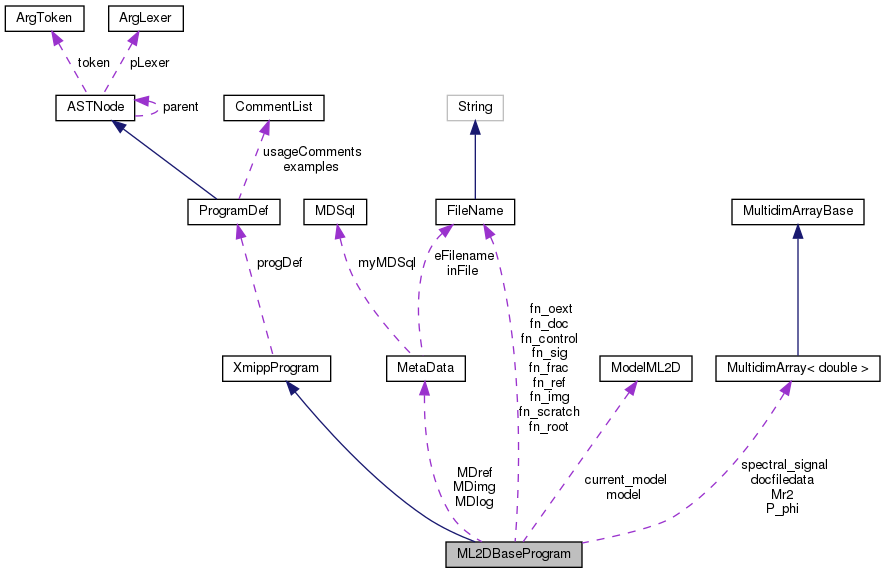 ArgToken
ArgLexer
token
pLexer
ASTNode
parent
CommentList
String
usageComments
examples
ProgramDef
MDSql
FileName
MultidimArrayBase
progDef
myMDSql
eFilename
inFile
fn_oext
fn_doc
fn_control
fn_sig
fn_frac
fn_ref
fn_img
fn_scratch
fn_root
XmippProgram
MetaData
ModelML2D
MultidimArray< double >
MDref
MDimg
MDlog
current_model
model
spectral_signal
docfiledata
Mr2
P_phi
ML2DBaseProgram